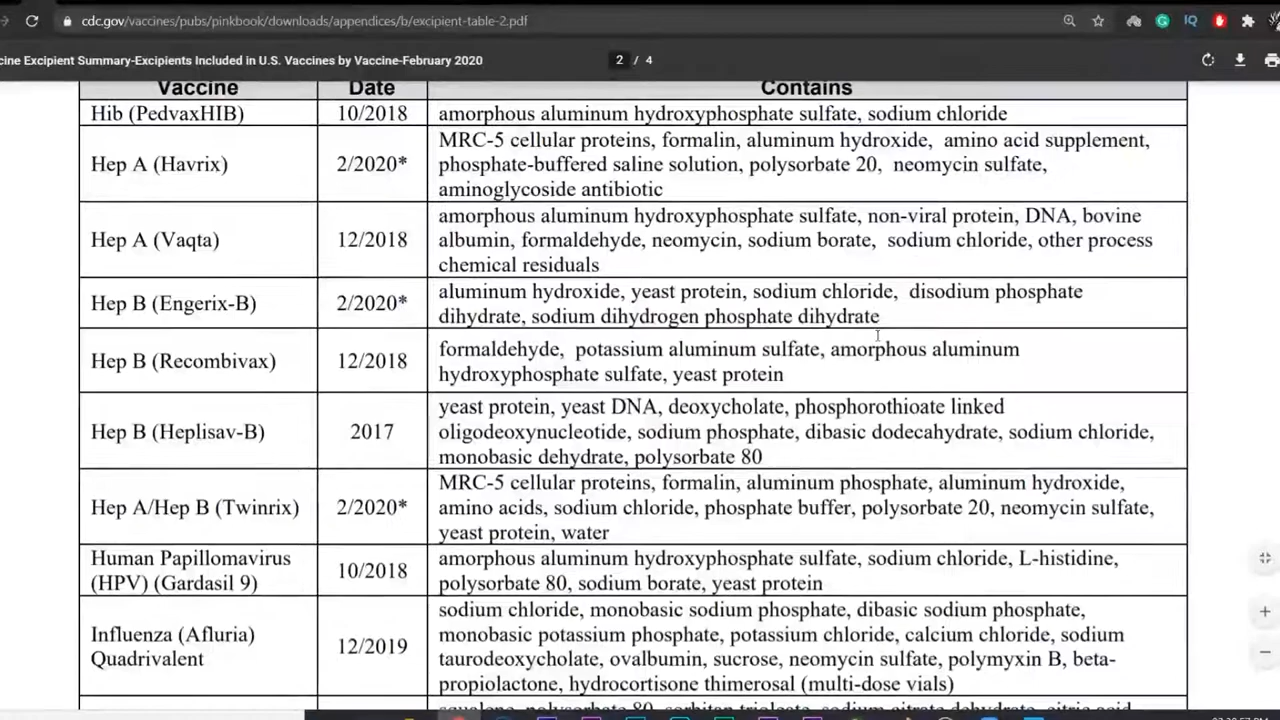 cdc.gov/vaccines/pubs/pinkbook/downloads/appendices/b/excipient-table-2.pdf
cine Excipient Summary-Excipients Included in U.S. Vaccines by Vaccine-February 2020
2 / 4
Vaccine Date Contains
Hib (PedvaxHIB) 10/2018 amorphous aluminum hydroxyphosphate sulfate, sodium chloride
Hep A (Havrix) 2/2020* MRC-5 cellular proteins, formalin, aluminum hydroxide, amino acid supplement,
phosphate-buffered saline solution, polysorbate 20, neomycin sulfate,
aminoglycoside antibiotic
Hep A (Vaqta) 12/2018 amorphous aluminum hydroxyphosphate sulfate, non-viral protein, DNA, bovine
albumin, formaldehyde, neomycin, sodium borate, sodium chloride, other process
chemical residuals
Hep B (Engerix-B) 2/2020* aluminum hydroxide, yeast protein, sodium chloride, disodium phosphate
dihydrate, sodium dihydrogen phosphate dihydrate
Hep B (Recombivax) 12/2018 formaldehyde, potassium aluminum sulfate, amorphous aluminum
hydroxyphosphate sulfate, yeast protein
Hep B (Heplisav-B) 2017 yeast protein, yeast DNA, deoxycholate, phosphorothioate linked
oligodeoxynucleotide, sodium phosphate, dibasic dodecahydrate, sodium chloride,
monobasic dehydrate, polysorbate 80
Hep A/Hep B (Twinrix) 2/2020* MRC-5 cellular proteins, formalin, aluminum phosphate, aluminum hydroxide,
amino acids, sodium chloride, phosphate buffer, polysorbate 20, neomycin sulfate,
yeast protein, water
Human Papillomavirus
(HPV) (Gardasil 9) 10/2018 amorphous aluminum hydroxyphosphate sulfate, sodium chloride, L-histidine,
polysorbate 80, sodium borate, yeast protein
Influenza (Afluria)
Quadrivalent 12/2019 sodium chloride, monobasic sodium phosphate, dibasic sodium phosphate,
monobasic potassium phosphate, potassium chloride, calcium chloride, sodium
taurodeoxycholate, ovalbumin, sucrose, neomycin sulfate, polymyxin B, beta-
propiolactone, hydrocortisone thimerosal (multi-dose vials)
squalene, polysorbate 80, sorbitan trioleate, sodium citrate dehydrate, citric acid